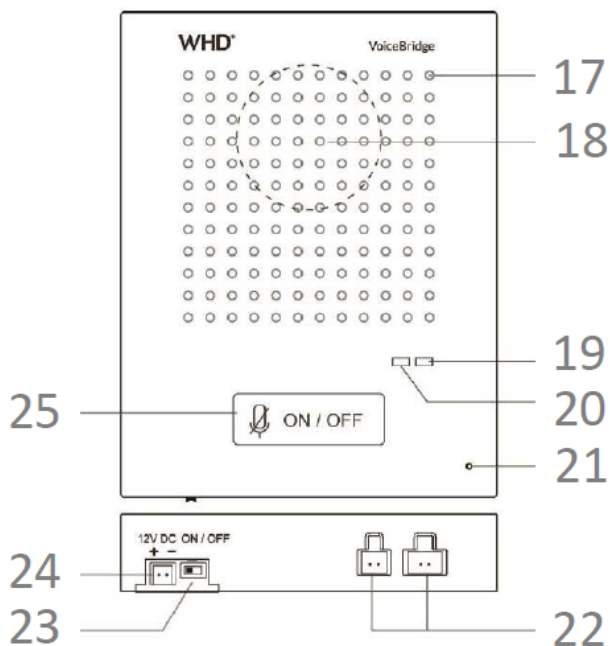 WHD®
VoiceBridge
17
18
19
20
25
ON / OFF
21
12V DC ON / OFF
+ −
24
23
22